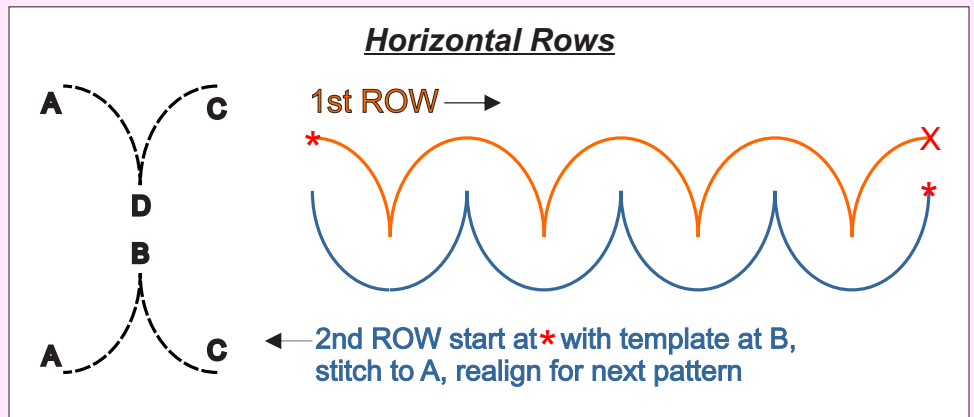 Horizontal Rows
A
C
D
B
A
C
1st ROW
*
X
*
2nd ROW start at * with template at B,
stitch to A, realign for next pattern